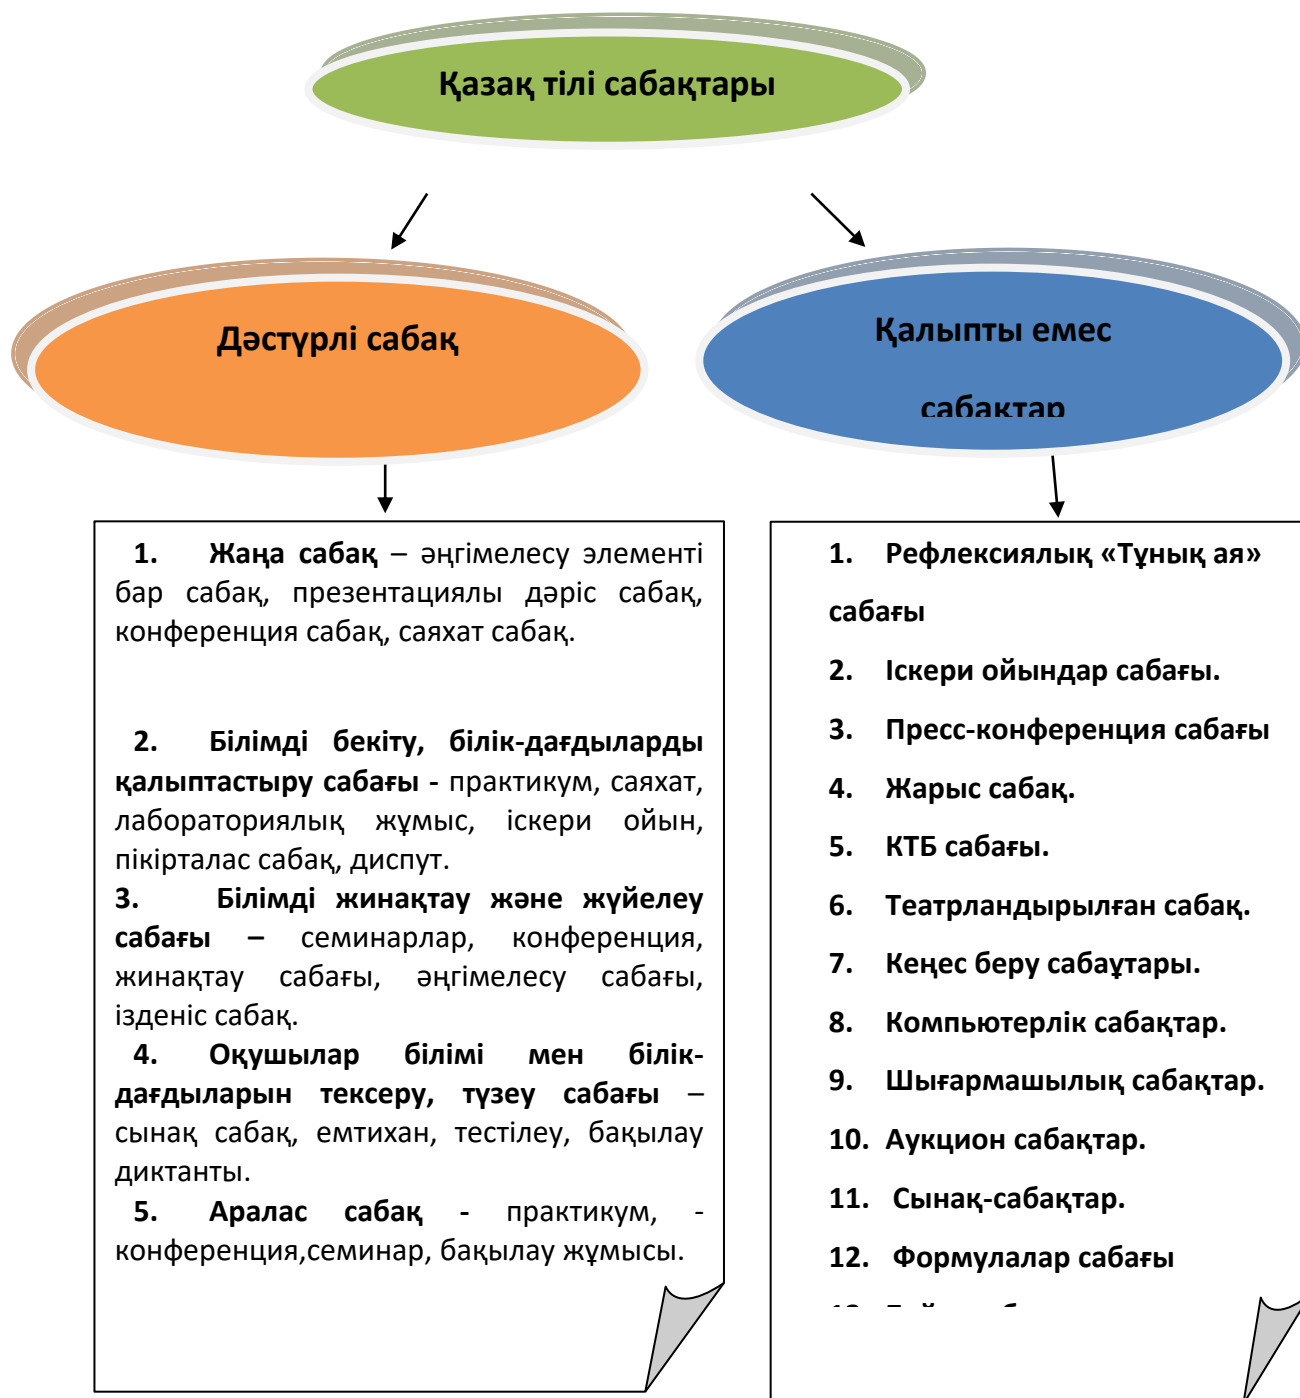 Қазақ тілі сабақтары
Дәстүрлі сабақ
Қалыпты емес
сабақтар
1. Жаңа сабақ – әңгімелесу элементі
бар сабақ, презентациялы дәріс сабақ,
конференция сабақ, саяхат сабақ.
2. Білімді бекіту, білік-дағдыларды
қалыптастыру сабағы - практикум, саяхат,
лабораториялық жұмыс, іскери ойын,
пікірталас сабақ, диспут.
3. Білімді жинақтау және жүйелеу
сабағы – семинарлар, конференция,
жинақтау сабағы, әңгімелесу сабағы,
ізденіс сабақ.
4. Оқушылар білімі мен білік-
дағдыларын тексеру, түзеу сабағы –
сынақ сабақ, емтихан, тестілеу, бақылау
диктанты.
5. Аралас сабақ - практикум, -
конференция,семинар, бақылау жұмысы.
1. Рефлексиялық «Тұнық ая»
сабағы
2. Іскери ойындар сабағы.
3. Пресс-конференция сабағы
4. Жарыс сабақ.
5. КТБ сабағы.
6. Театрландырылған сабақ.
7. Кеңес беру сабаұтары.
8. Компьютерлік сабақтар.
9. Шығармашылық сабақтар.
10. Аукцион сабақтар.
11. Сынақ-сабақтар.
12. Формулалар сабағы